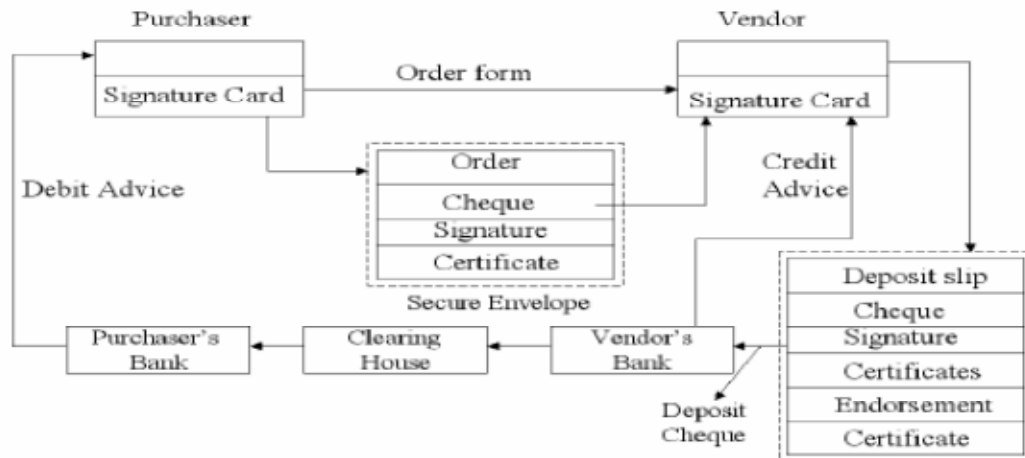 Purchaser
Vendor
Order form
Signature Card
Signature Card
Order
Cheque
Signature
Certificate
Secure Envelope
Credit
Advice
Debit Advice
Deposit slip
Cheque
Signature
Certificates
Endorsement
Certificate
Purchaser's
Bank
Clearing
House
Vendor's
Bank
Deposit
Cheque